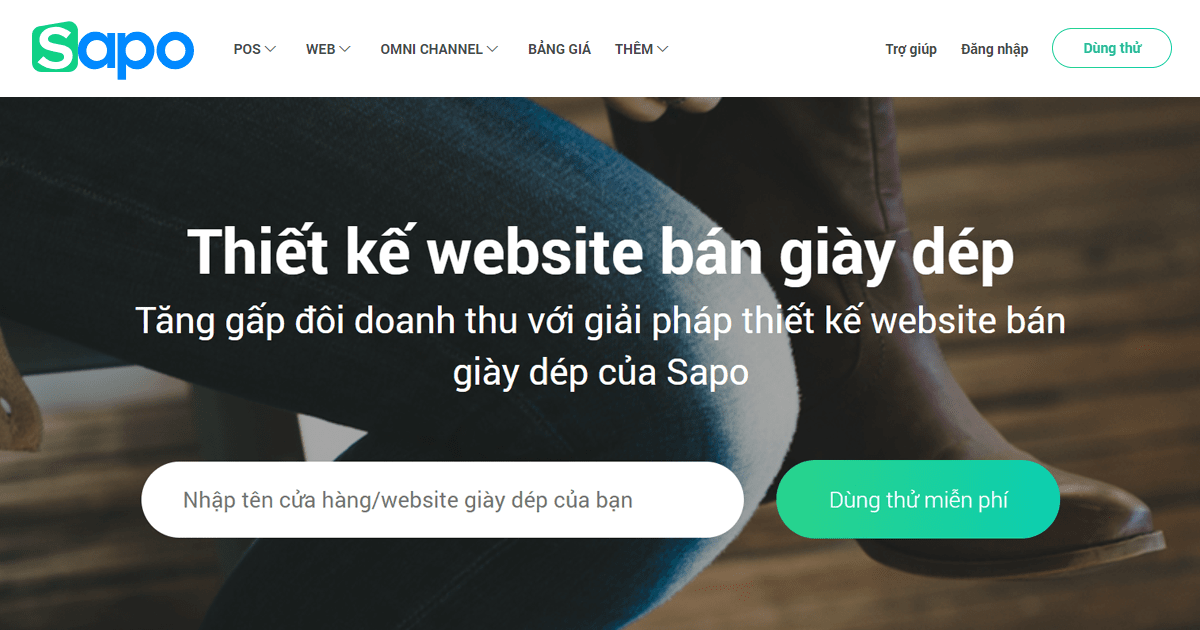 Sapo
POS
WEB
OMNI CHANNEL
BẢNG GIÁ
THÊM
Trợ giúp
Đăng nhập
Dùng thử
Thiết kế website bán giày dép
Tăng gấp đôi doanh thu với giải pháp thiết kế website bán
giày dép của Sapo
Nhập tên cửa hàng/website giày dép của bạn
Dùng thử miễn phí